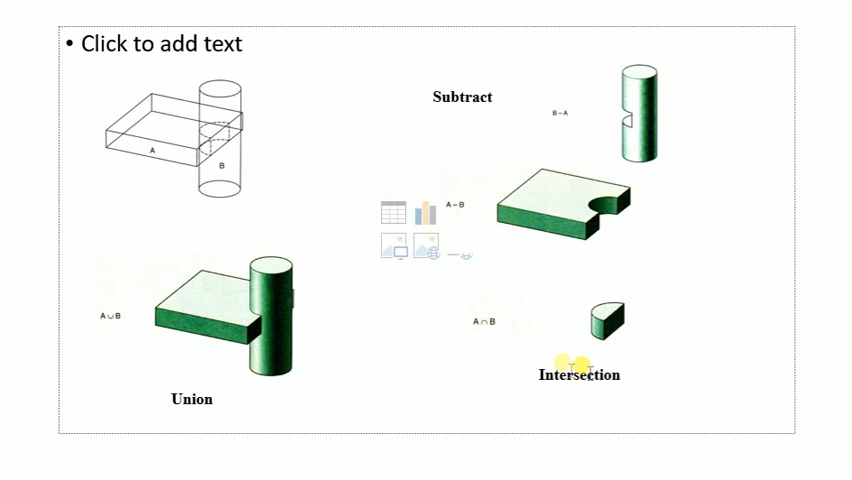 • Click to add text
Subtract
B – A
A
B
A – B
A ∪ B
A ∩ B
Intersection
Union